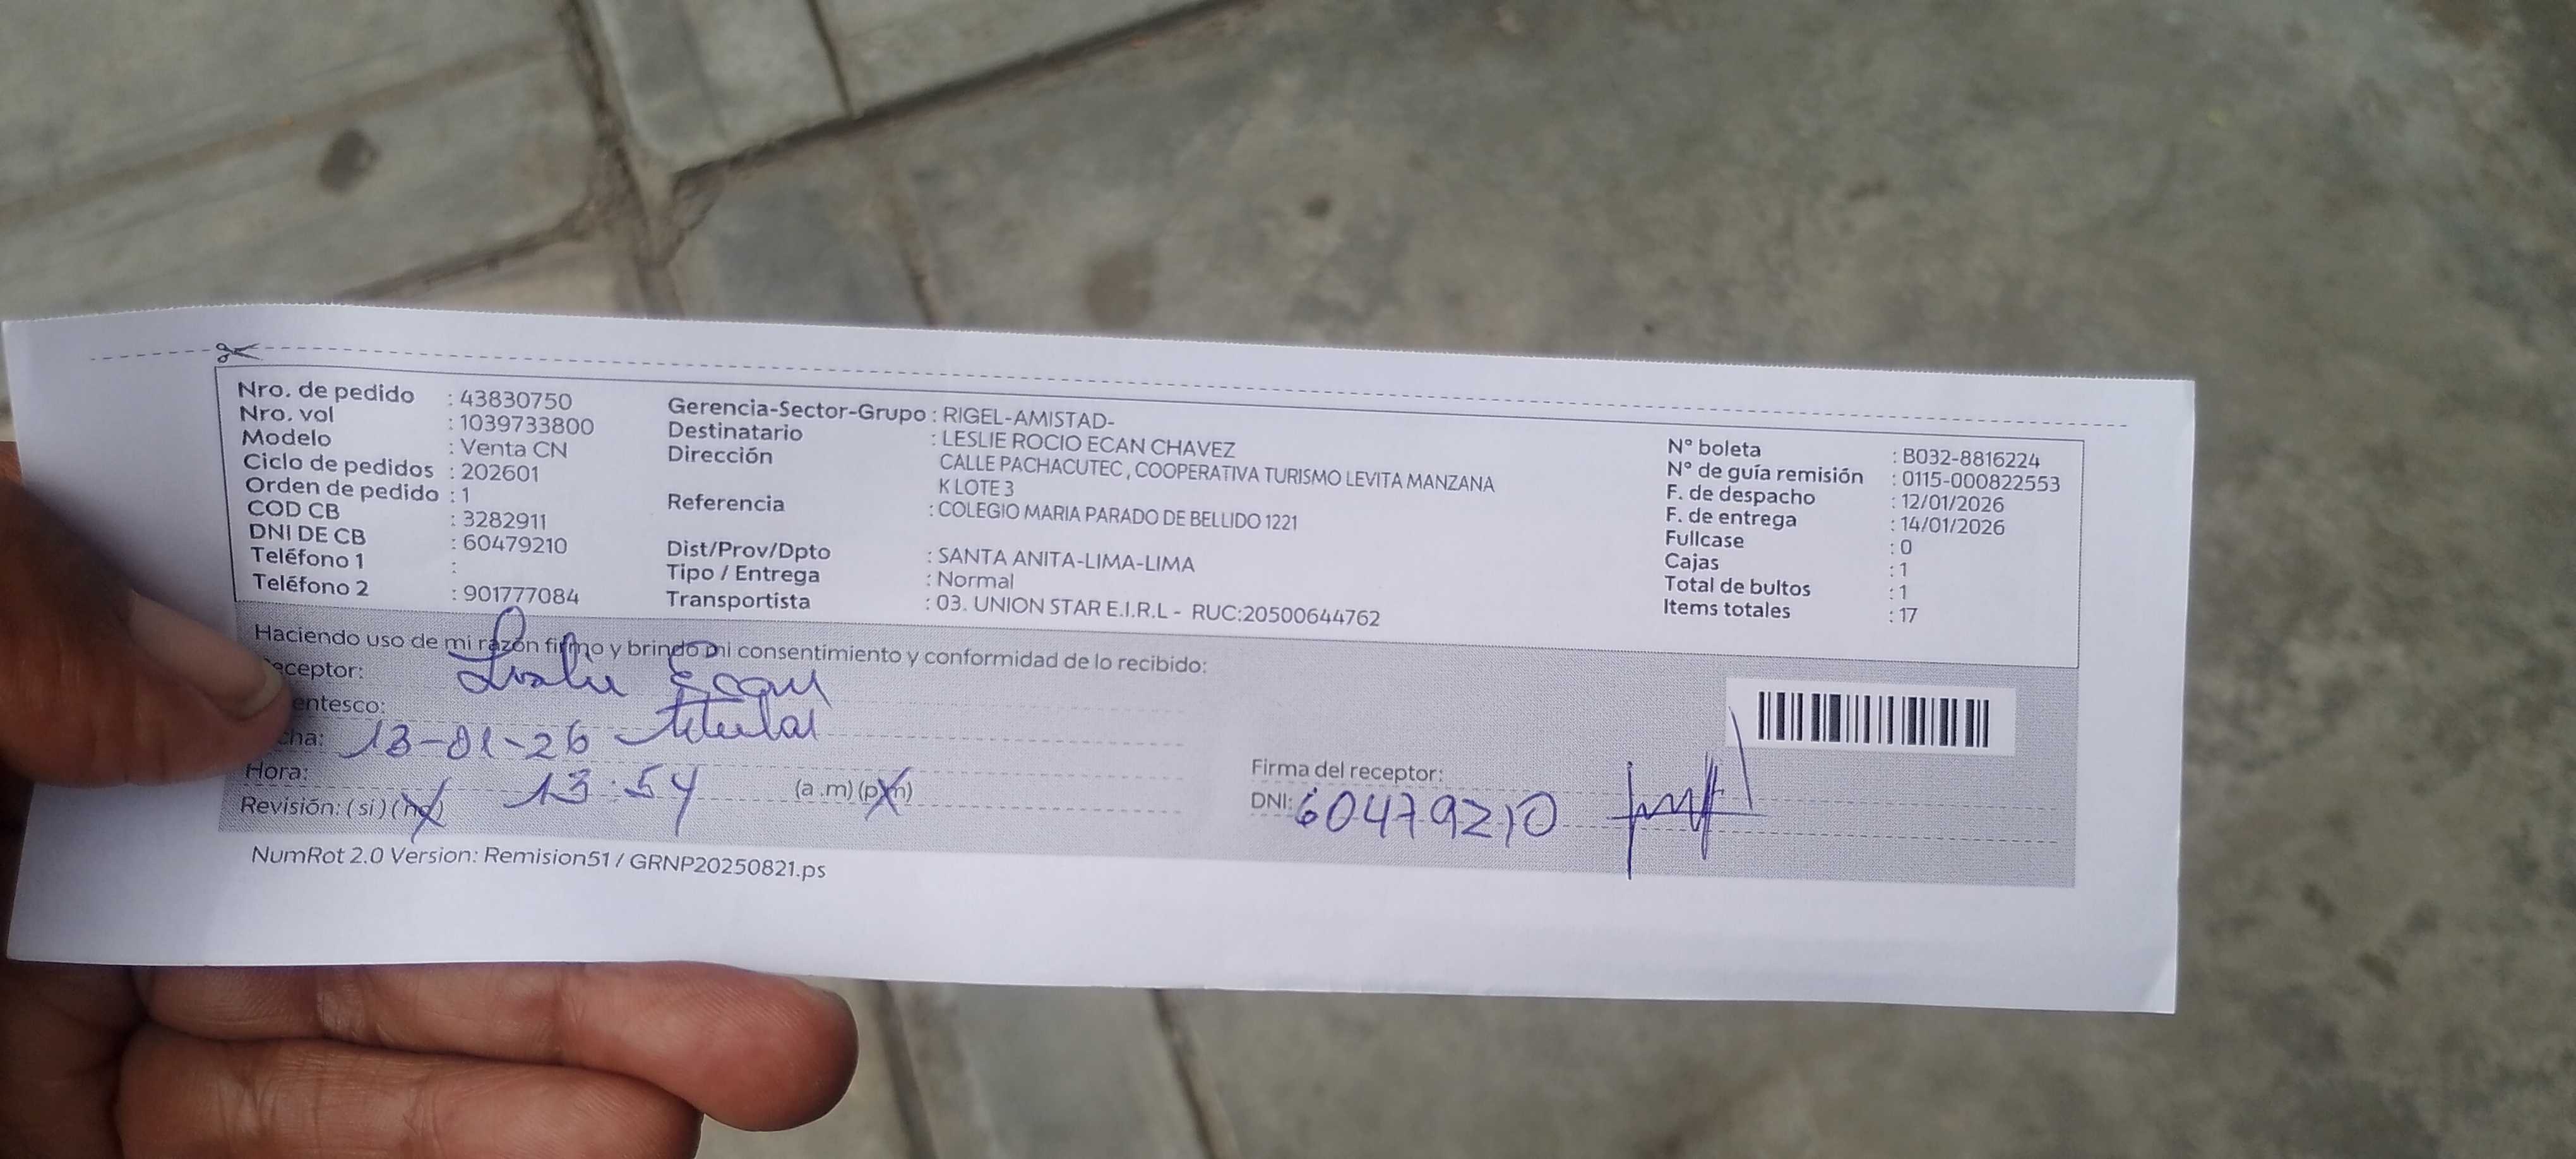 Nro. de pedido : 43830750
Nro. vol : 1039733800
Modelo : Venta CN
Ciclo de pedidos : 202601
Orden de pedido : 1
COD CB : 3282911
DNI DE CB : 60479210
Teléfono 1 :
Teléfono 2 : 901777084
Gerencia-Sector-Grupo : RIGEL-AMISTAD-
Destinatario : LESLIE ROCIO ECAN CHAVEZ
Dirección CALLE PACHACUTEC , COOPERATIVA TURISMO LEVITA MANZANA
K LOTE 3
Referencia : COLEGIO MARIA PARADO DE BELLIDO 1221
Dist/Prov/Dpto : SANTA ANITA-LIMA-LIMA
Tipo / Entrega : Normal
Transportista : 03. UNION STAR E.I.R.L - RUC:20500644762
N° boleta : B032-8816224
N° de guía remisión : 0115-000822553
F. de despacho : 12/01/2026
F. de entrega : 14/01/2026
Fullcase : 0
Cajas : 1
Total de bultos : 1
Items totales : 17
Haciendo uso de mi razón firmo y brindo mi consentimiento y conformidad de lo recibido:
eceptor: Leslie Ecan
entesco: titular
cha: 13-01-26
Hora: 13:54 (a .m) (p.m)
Revisión: ( si ) ( no )
Firma del receptor:
DNI: 60479210
NumRot 2.0 Version: Remision51 / GRNP20250821.ps